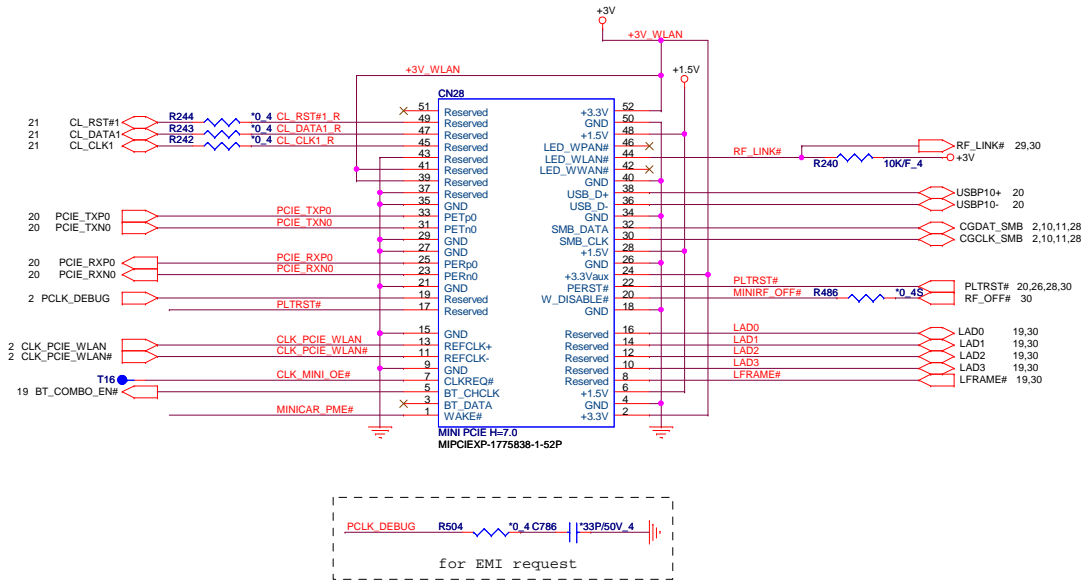 +3V
+3V_WLAN
+3V_WLAN
+1.5V
CN28
21 CL_RST#1 R244 *0_4 CL_RST#1_R
21 CL_DATA1 R243 *0_4 CL_DATA1_R
21 CL_CLK1 R242 *0_4 CL_CLK1_R
51 Reserved +3.3V 52
49 Reserved GND 50
47 Reserved +1.5V 48
45 Reserved LED_WPAN# 46
43 Reserved LED_WLAN# 44 RF_LINK# RF_LINK# 29,30
R240 10K/F_4 +3V
41 Reserved LED_WWAN# 42
39 Reserved GND 40
37 Reserved USB_D+ 38 USBP10+ 20
35 GND USB_D- 36 USBP10- 20
20 PCIE_TXP0 PCIE_TXP0 33 PETp0 GND 34
20 PCIE_TXN0 PCIE_TXN0 31 PETn0 SMB_DATA 32 CGDAT_SMB 2,10,11,28
29 GND SMB_CLK 30 CGCLK_SMB 2,10,11,28
27 GND +1.5V 28
20 PCIE_RXP0 PCIE_RXP0 25 PERp0 GND 26
20 PCIE_RXN0 PCIE_RXN0 23 PERn0 +3.3Vaux 24
21 GND PERST# 22 PLTRST# PLTRST# 20,26,28,30
2 PCLK_DEBUG 19 Reserved W_DISABLE# 20 MINIRF_OFF# R486 *0_4S RF_OFF# 30
PLTRST# 17 Reserved GND 18
15 GND Reserved 16 LAD0 LAD0 19,30
2 CLK_PCIE_WLAN CLK_PCIE_WLAN 13 REFCLK+ Reserved 14 LAD1 LAD1 19,30
2 CLK_PCIE_WLAN# CLK_PCIE_WLAN# 11 REFCLK- Reserved 12 LAD2 LAD2 19,30
9 GND Reserved 10 LAD3 LAD3 19,30
T16 CLK_MINI_OE# 7 CLKREQ# Reserved 8 LFRAME# LFRAME# 19,30
19 BT_COMBO_EN# 5 BT_CHCLK +1.5V 6
3 BT_DATA GND 4
MINICAR_PME# 1 WAKE# +3.3V 2
MINI PCIE H=7.0
MIPCIEXP-1775838-1-52P
PCLK_DEBUG R504 *0_4 C786 *33P/50V_4
for EMI request